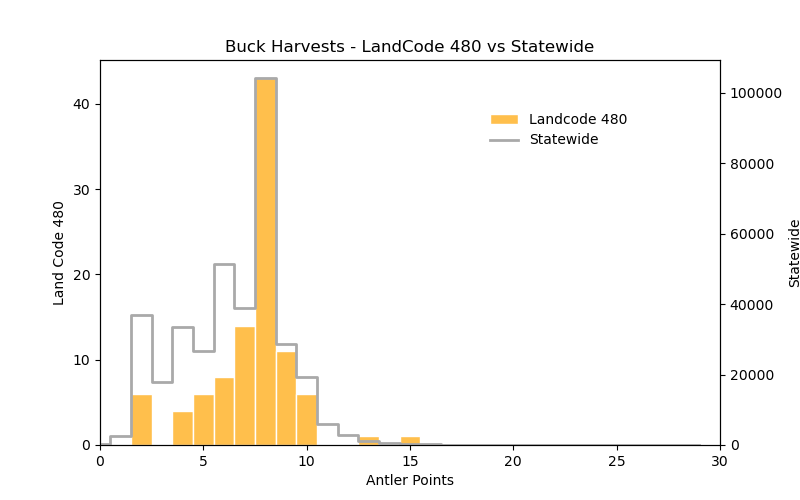 Buck Harvests - LandCode 480 vs Statewide
Landcode 480
Statewide
Land Code 480
40
30
20
10
0
100000
80000
60000
40000
20000
0
Statewide
0 5 10 15 20 25 30
Antler Points